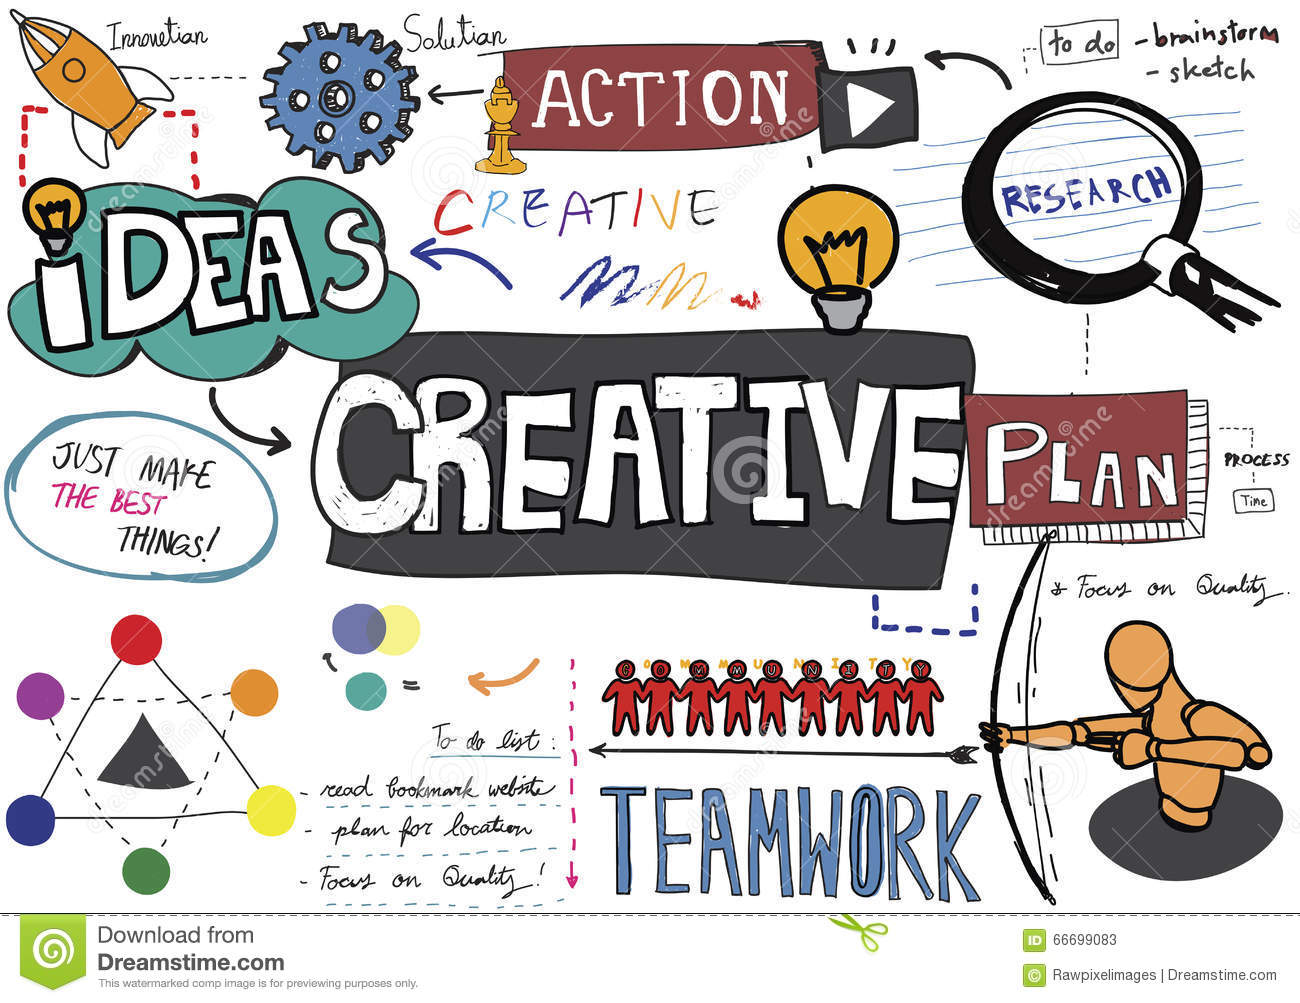 Innovetian
Solutian
ACTION
to do
-brainstorm
- sketch
RESEARCH
iDEAS
CREATIVE
CREATIVE
PLAN
PROCESS
Time
JUST MAKE
THE BEST
THINGS!
* Focus on Quality.
COMMUNITY
To do list :
- read bookmark website
- plan for location
- Focus on Quality!
TEAMWORK
Download from
Dreamstime.com
This watermarked comp image is for previewing purposes only.
ID 66699083
© Rawpixelimages | Dreamstime.com